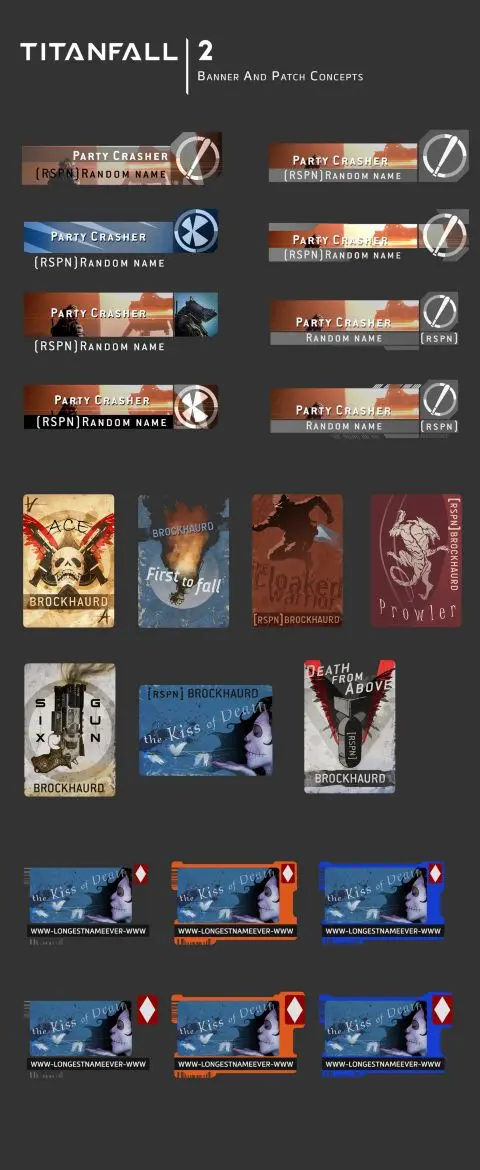 TITANFALL 2
BANNER AND PATCH CONCEPTS
PARTY CRASHER
[RSPN]RANDOM NAME
PARTY CRASHER
[RSPN]RANDOM NAME
PARTY CRASHER
[RSPN]RANDOM NAME
PARTY CRASHER
[RSPN]RANDOM NAME
PARTY CRASHER
[RSPN]RANDOM NAME
PARTY CRASHER
RANDOM NAME
[RSPN]
PARTY CRASHER
[RSPN]RANDOM NAME
PARTY CRASHER
RANDOM NAME
[RSPN]
A
ACE
BROCKHAURD
A
BROCKHAURD
First to fall
The
Cloaked
Warrior
[RSPN]BROCKHAURD
[RSPN]BROCKHAURD
Prowler
SIX GUN
BROCKHAURD
[RSPN] BROCKHAURD
the Kiss of Death
DEATH
FROM
ABOVE
[RSPN]
BROCKHAURD
the Kiss of Death
WWW-LONGESTNAMEEVER-WWW
the Kiss of Death
WWW-LONGESTNAMEEVER-WWW
the Kiss of Death
WWW-LONGESTNAMEEVER-WWW
the Kiss of Death
WWW-LONGESTNAMEEVER-WWW
the Kiss of Death
WWW-LONGESTNAMEEVER-WWW
the Kiss of Death
WWW-LONGESTNAMEEVER-WWW